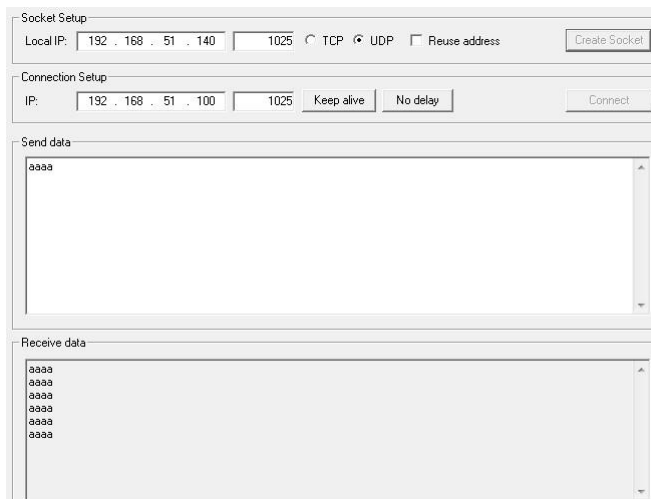 Socket Setup
Local IP: 192 . 168 . 51 . 140 1025 TCP UDP Reuse address Create Socket
Connection Setup
IP: 192 . 168 . 51 . 100 1025 Keep alive No delay Connect
Send data
aaaa
Receive data
aaaa
aaaa
aaaa
aaaa
aaaa
aaaa